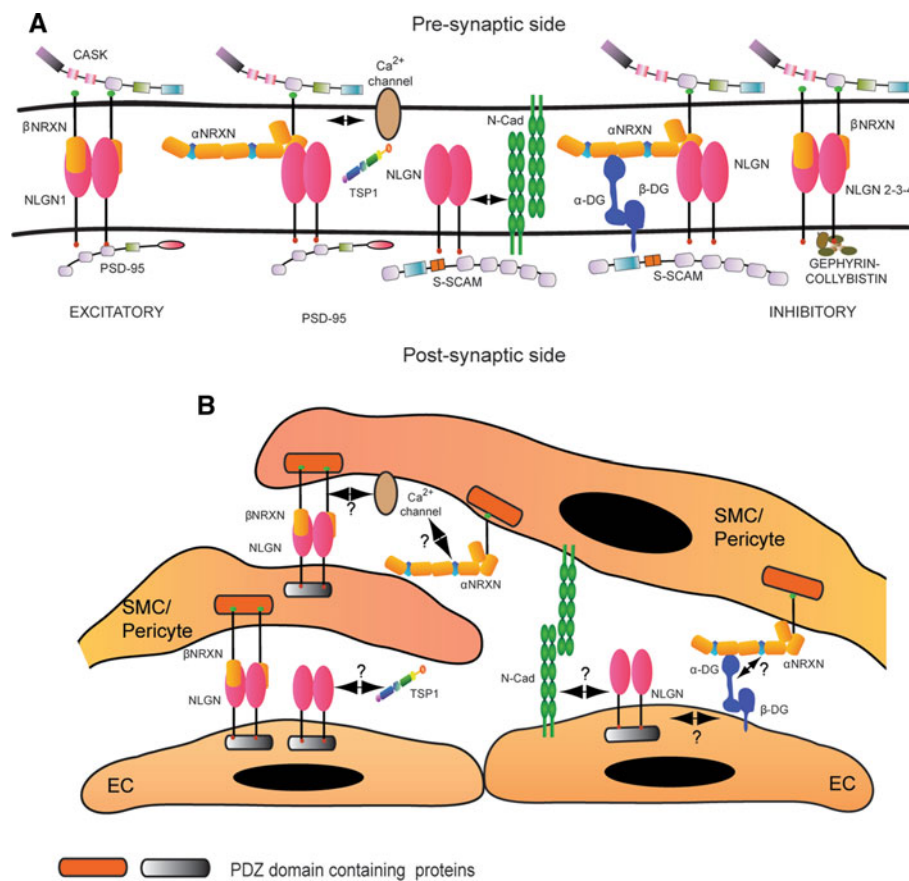 A
Pre-synaptic side
CASK
Ca2+
channel
N-Cad
βNRXN
αNRXN
αNRXN
βNRXN
NLGN
NLGN
TSP1
α-DG
β-DG
NLGN1
NLGN 2-3-4
PSD-95
S-SCAM
S-SCAM
GEPHYRIN-
COLLYBISTIN
EXCITATORY
PSD-95
INHIBITORY
Post-synaptic side
B
βNRXN
Ca2+
channel
?
NLGN
?
SMC/
Pericyte
αNRXN
SMC/
Pericyte
βNRXN
αNRXN
α-DG
?
?
?
N-Cad
NLGN
TSP1
NLGN
β-DG
?
EC
EC
PDZ domain containing proteins